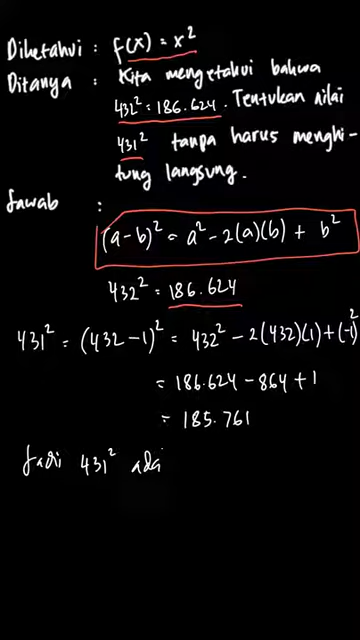 Diketahui : f(x) = x²
Ditanya : Kita mengetahui bahwa
432² = 186.624. Tentukan nilai
431² tanpa harus menghi-
tung langsung.
Jawab :
(a-b)² = a² - 2(a)(b) + b²
432² = 186.624
431² = (432 - 1)² = 432² - 2(432)(1) + (-1)²
= 186.624 - 864 + 1
= 185.761
Jadi 431² ada